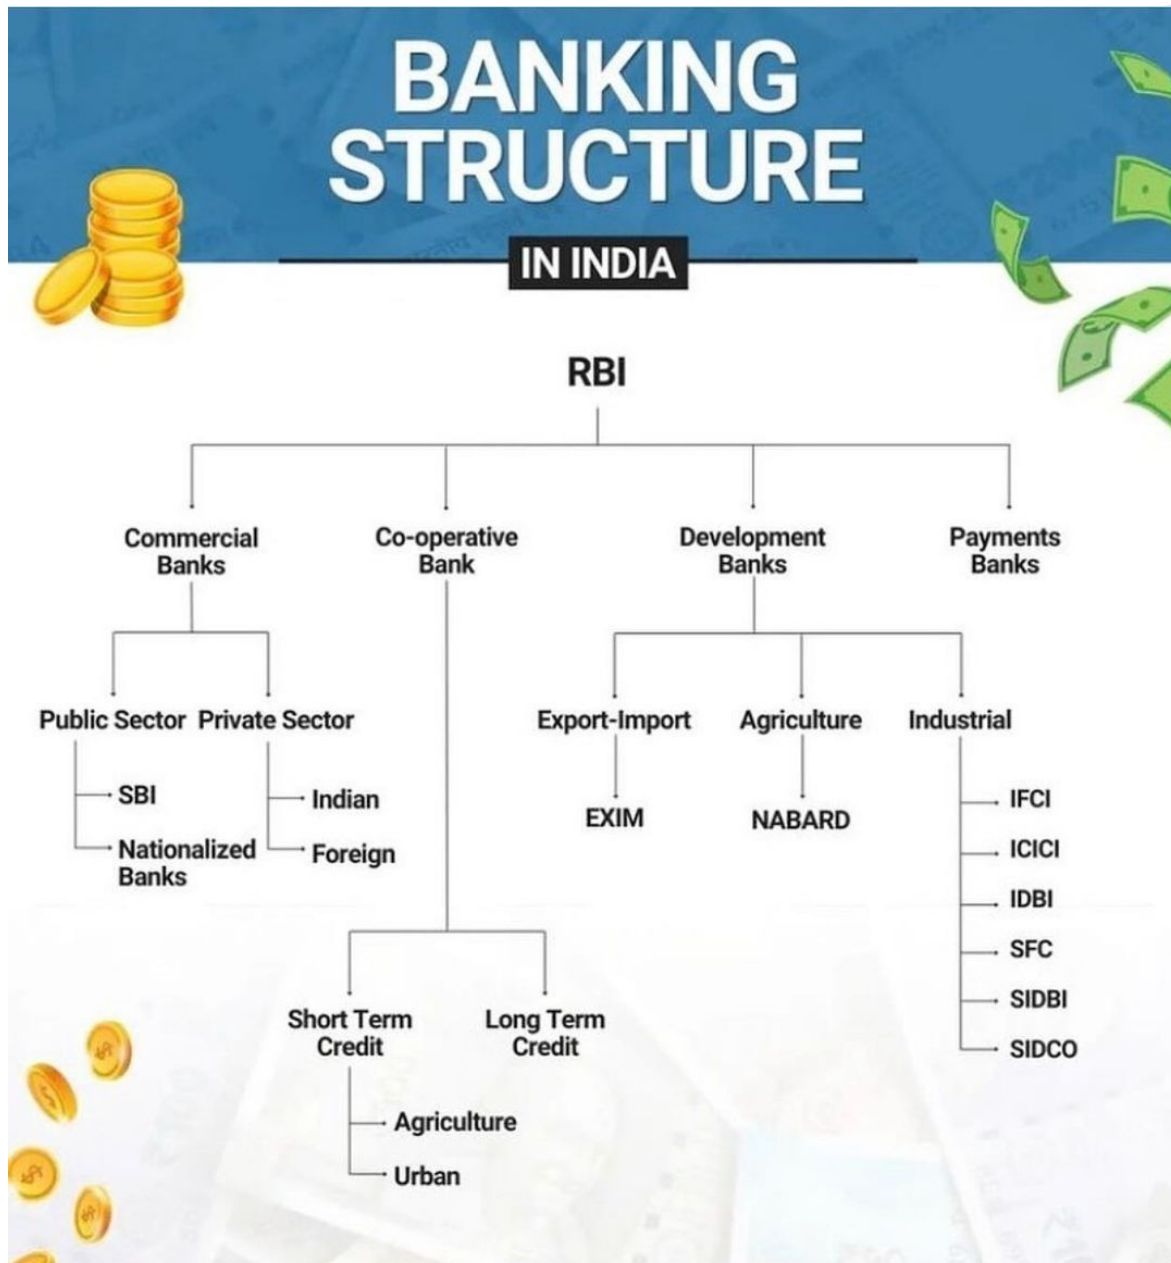 BANKING
STRUCTURE
IN INDIA
RBI
Commercial
Banks
Co-operative
Bank
Development
Banks
Payments
Banks
Public Sector
Private Sector
Export-Import
Agriculture
Industrial
SBI
Nationalized
Banks
Indian
Foreign
EXIM
NABARD
IFCI
ICICI
IDBI
SFC
SIDBI
SIDCO
Short Term
Credit
Long Term
Credit
Agriculture
Urban